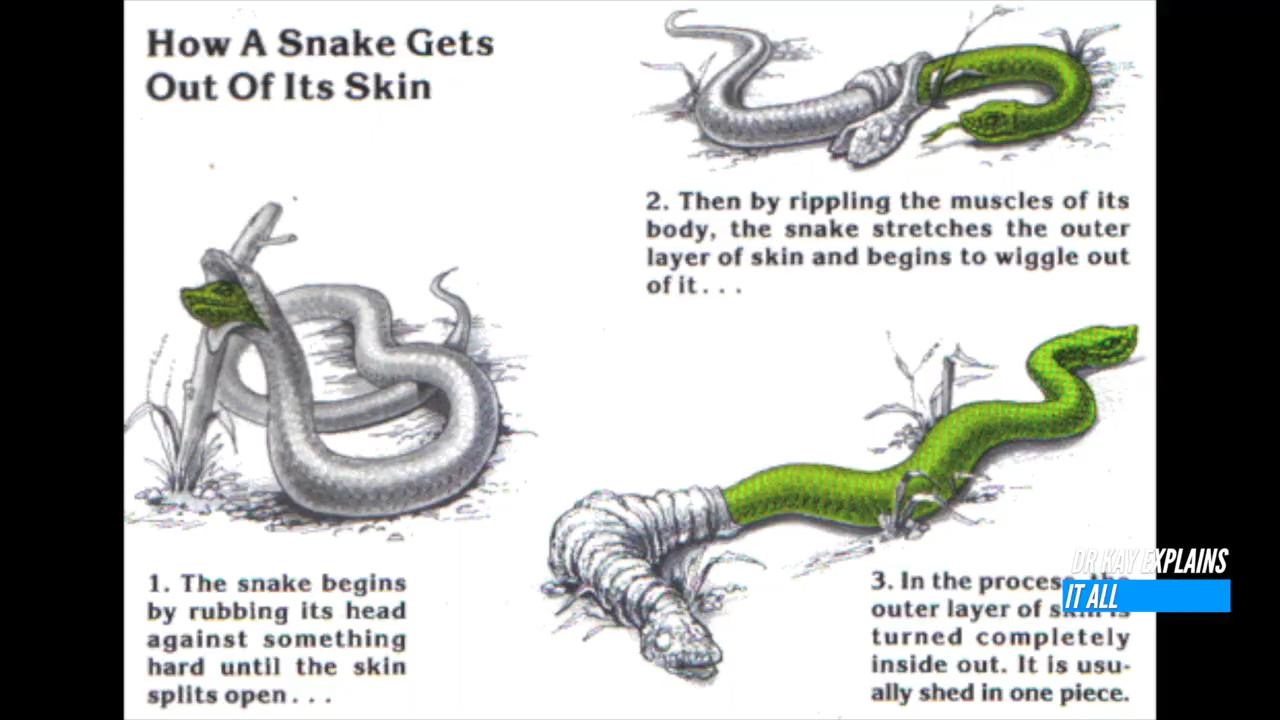 How A Snake Gets
Out Of Its Skin
1. The snake begins
by rubbing its head
against something
hard until the skin
splits open...
2. Then by rippling the muscles of its
body, the snake stretches the outer
layer of skin and begins to wiggle out
of it...
3. In the process the
outer layer of skin is
turned completely
inside out. It is usu-
ally shed in one piece.
DR KAY EXPLAINS
IT ALL